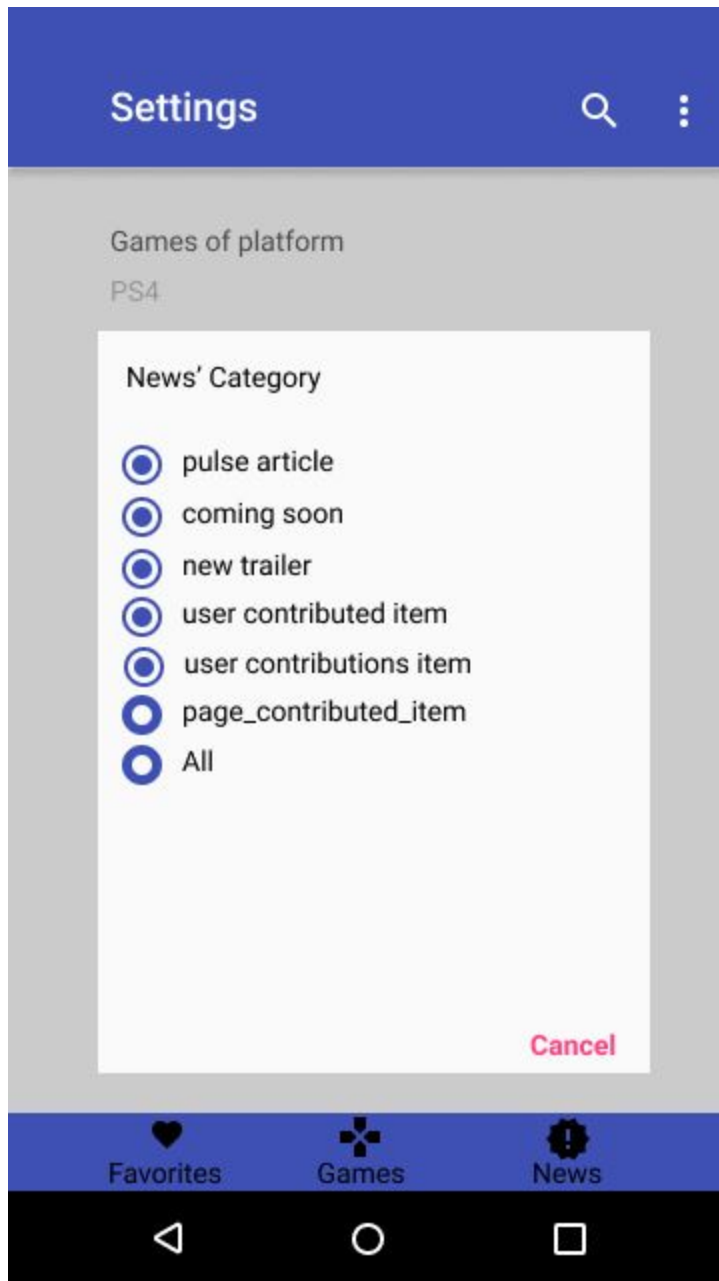 Settings
Games of platform
PS4
News’ Category
pulse article
coming soon
new trailer
user contributed item
user contributions item
page_contributed_item
All
Cancel
Favorites Games News